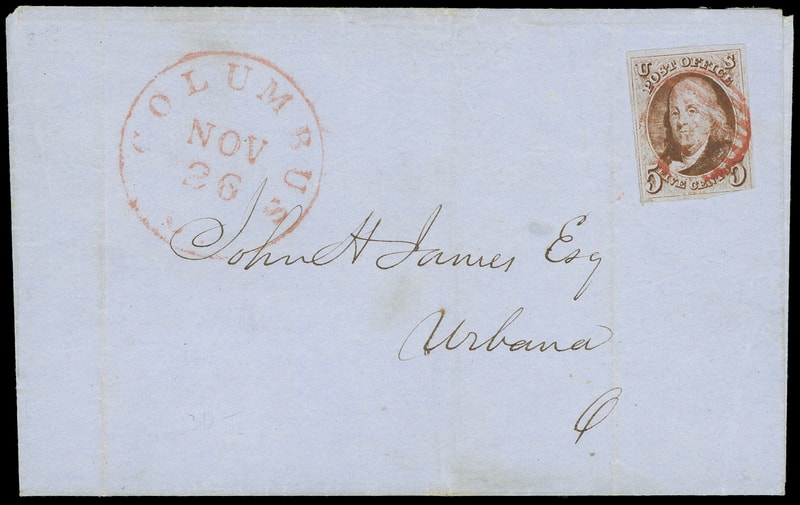 COLUMBUS
NOV
26
U S
POST OFFICE
5 FIVE CENTS 5
John H James Esq
Urbana
O